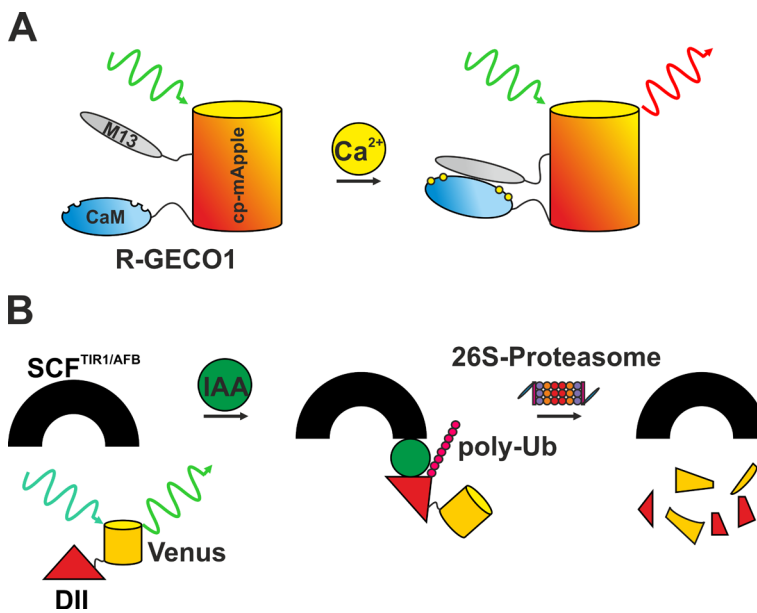 A
M13
CaM
cp-mApple
R-GECO1
Ca2+
B
SCFTIR1/AFB
IAA
26S-Proteasome
poly-Ub
Venus
DII